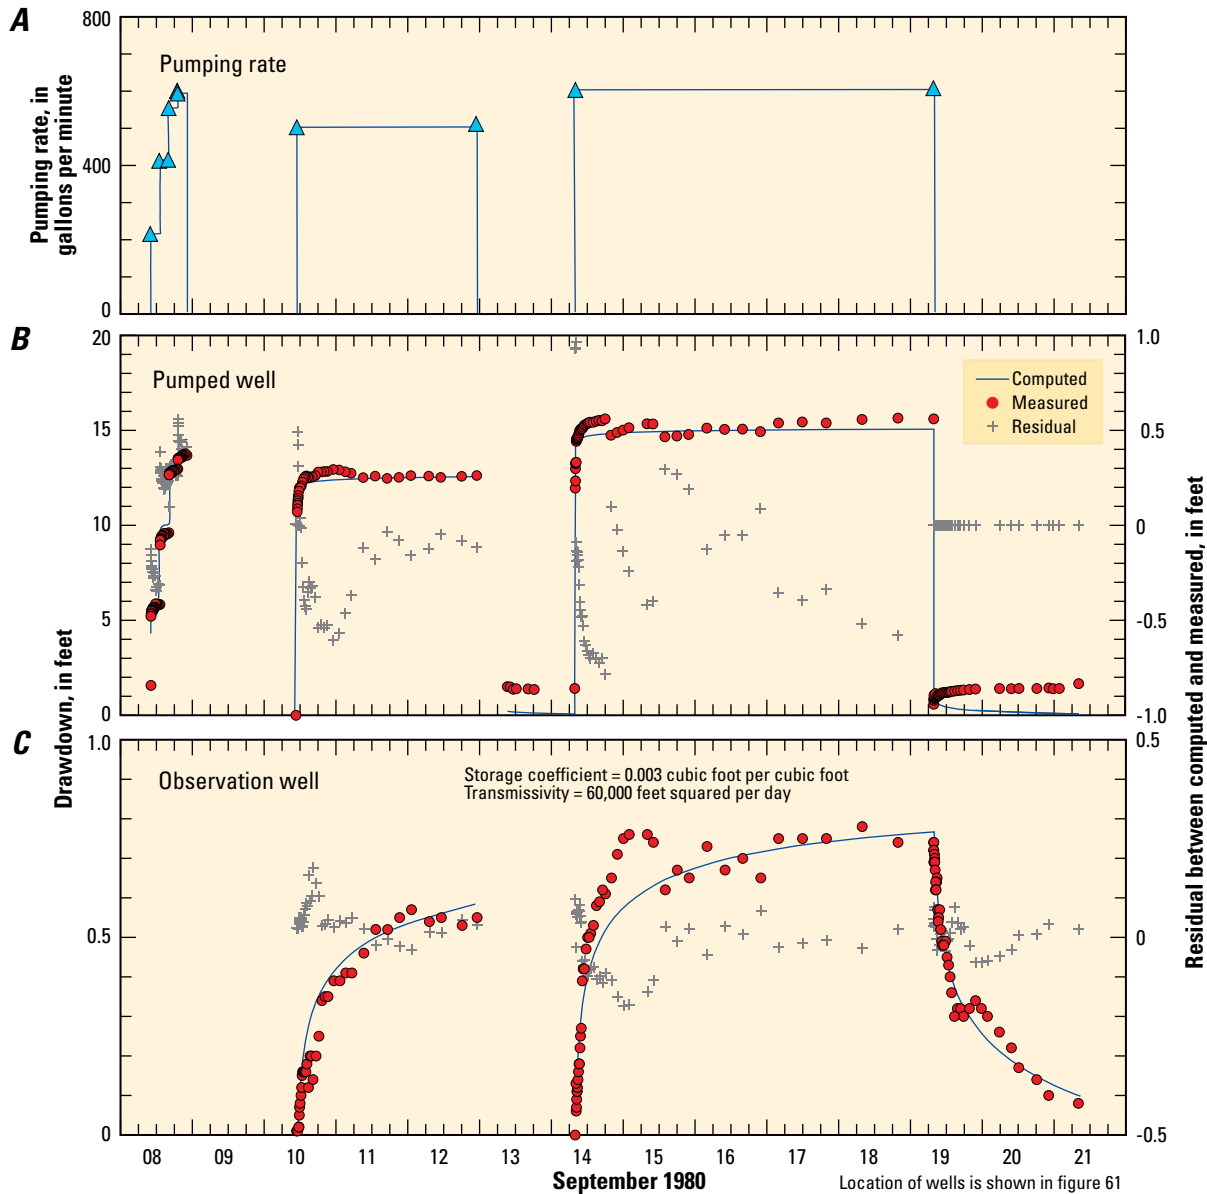 A
Pumping rate, in
gallons per minute
800
400
0
Pumping rate
B
20
15
10
5
0
Pumped well
Computed
Measured
Residual
1.0
0.5
0
-0.5
-1.0
Drawdown, in feet
Residual between computed and measured, in feet
C
1.0
0.5
0
Observation well
Storage coefficient = 0.003 cubic foot per cubic foot
Transmissivity = 60,000 feet squared per day
0.5
0
-0.5
08 09 10 11 12 13 14 15 16 17 18 19 20 21
September 1980
Location of wells is shown in figure 61